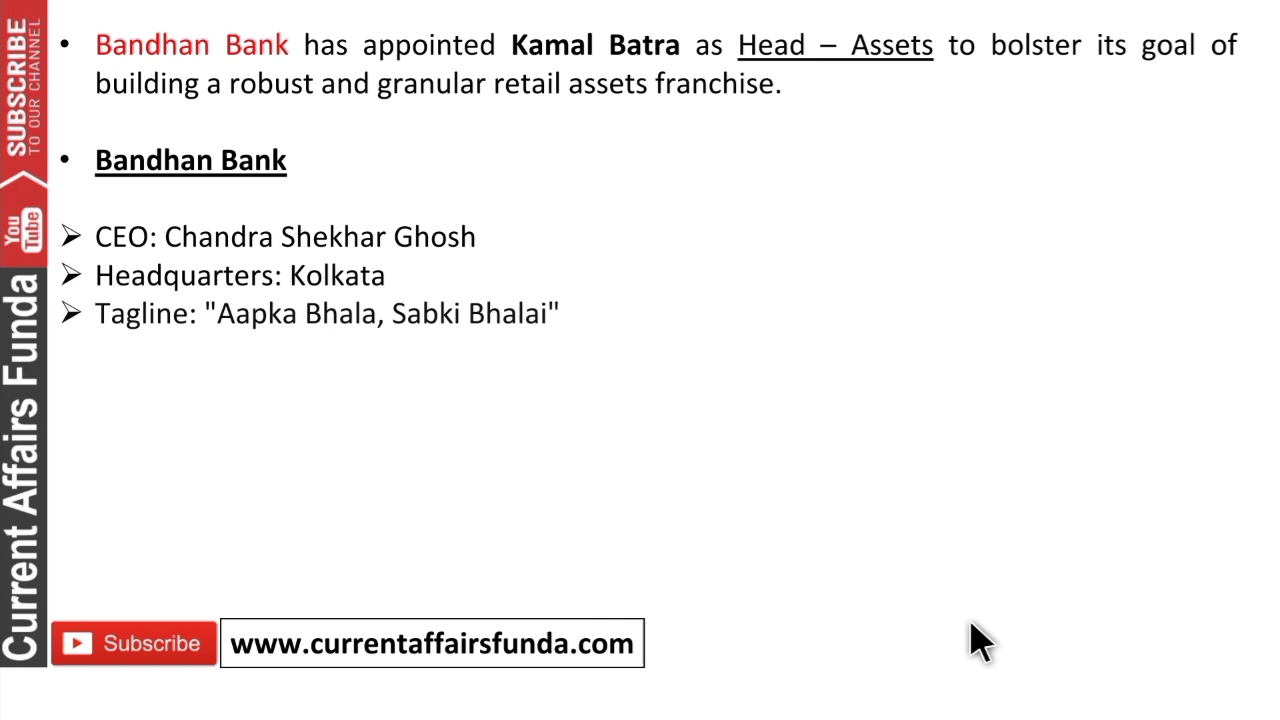 • Bandhan Bank has appointed Kamal Batra as Head – Assets to bolster its goal of
building a robust and granular retail assets franchise.
• Bandhan Bank
➢ CEO: Chandra Shekhar Ghosh
➢ Headquarters: Kolkata
➢ Tagline: "Aapka Bhala, Sabki Bhalai"
SUBSCRIBE
TO OUR CHANNEL
You Tube
Current Affairs Funda
Subscribe
www.currentaffairsfunda.com